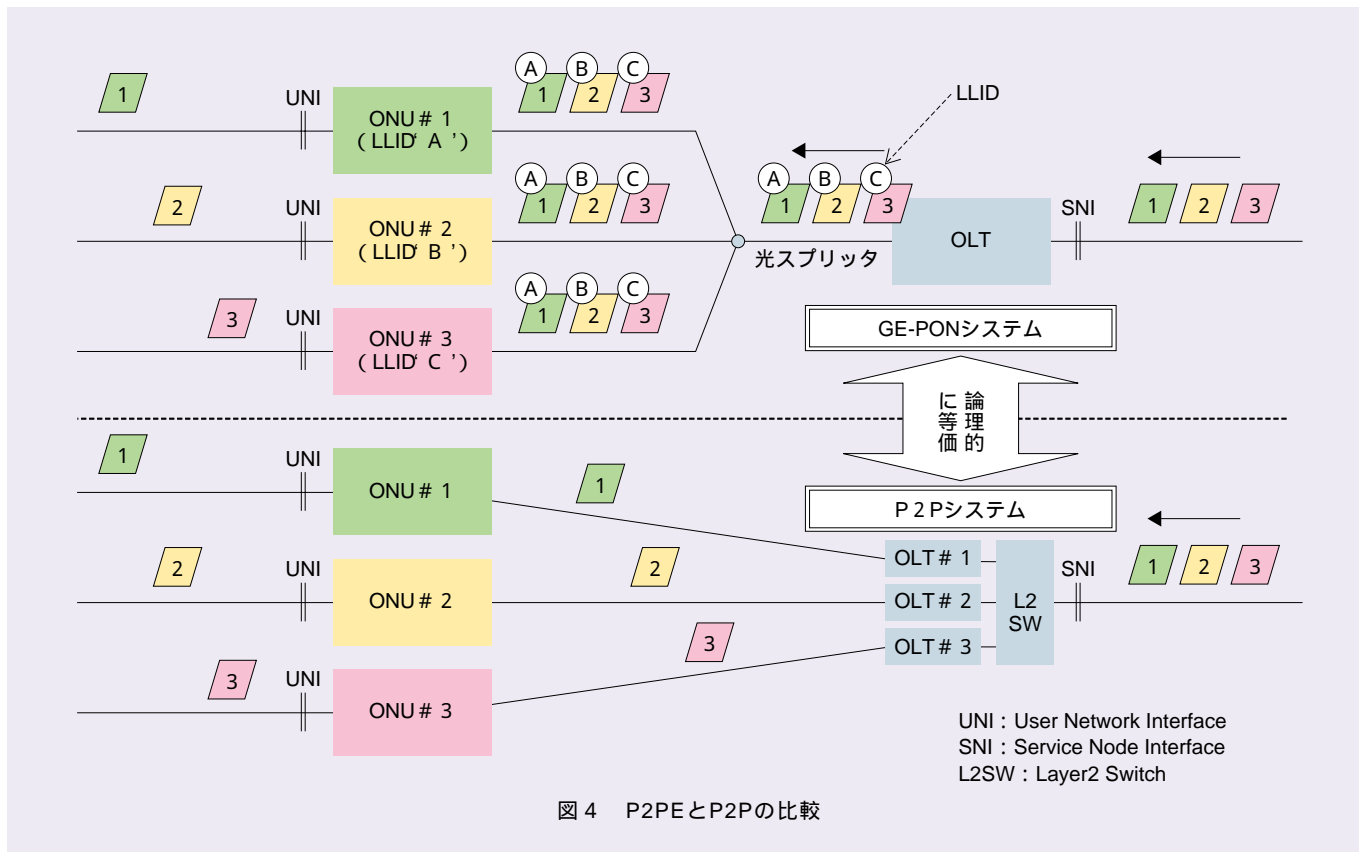 A B C
1 1 2 3
UNI
ONU# 1
( LLID‘ A ’)
LLID
A B C
1 2 3
2
UNI
ONU# 2
( LLID‘ B ’)
A B C
1 2 3
光スプリッタ
OLT
SNI
1 2 3
3
UNI
ONU# 3
( LLID‘ C ’)
A B C
1 2 3
GE-PONシステム
論理的
に等価
P 2 Pシステム
1
UNI
ONU# 1
1
OLT# 1
2
UNI
ONU# 2
2
OLT# 2
L2
SW
SNI
1 2 3
3
UNI
ONU# 3
3
OLT# 3
UNI:User Network Interface
SNI:Service Node Interface
L2SW:Layer2 Switch
図 4 P2PEとP2Pの比較